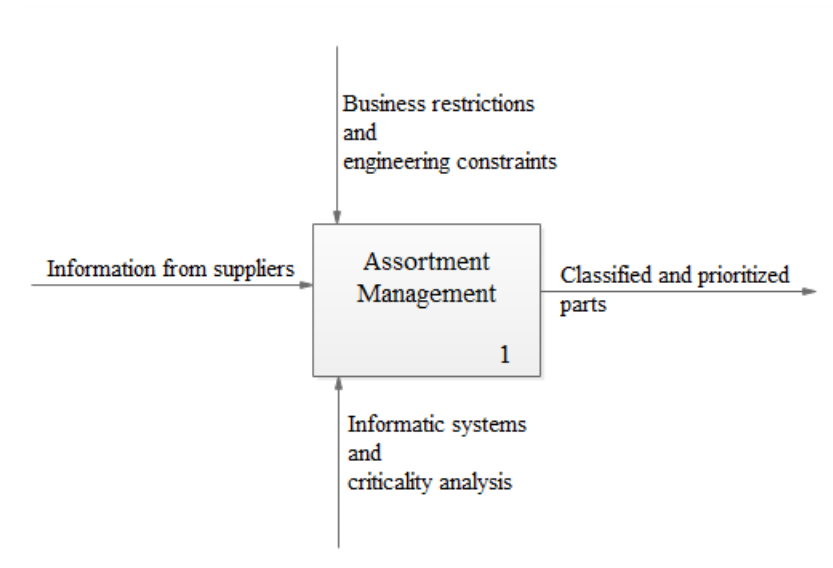 Business restrictions
and
engineering constraints
Information from suppliers
Assortment
Management
1
Classified and prioritized
parts
Informatic systems
and
criticality analysis